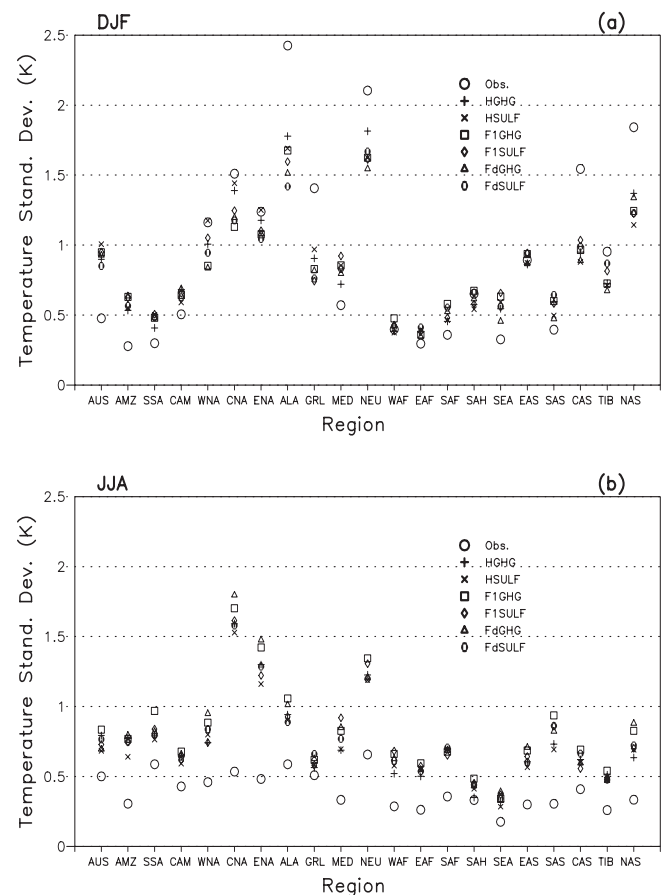 DJF (a)
Temperature Stand. Dev. (K)
2.5
2
1.5
1
0.5
0
Obs.
HGHG
HSULF
F1GHG
F1SULF
FdGHG
FdSULF
AUS AMZ SSA CAM WNA CNA ENA ALA GRL MED NEU WAF EAF SAF SAH SEA EAS SAS CAS TIB NAS
Region
JJA (b)
Temperature Stand. Dev. (K)
2.5
2
1.5
1
0.5
0
Obs.
HGHG
HSULF
F1GHG
F1SULF
FdGHG
FdSULF
AUS AMZ SSA CAM WNA CNA ENA ALA GRL MED NEU WAF EAF SAF SAH SEA EAS SAS CAS TIB NAS
Region